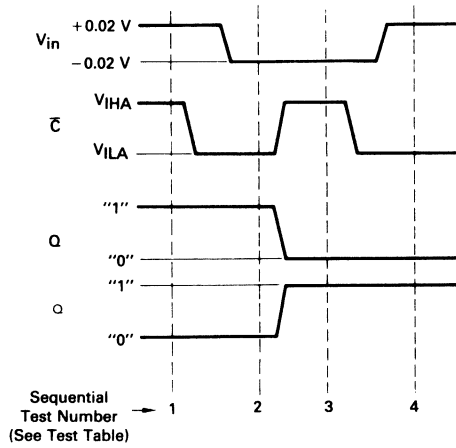 +0.02 V
Vin
−0.02 V
VIHA
C̅
VILA
"1"
Q
"0"
"1"
Q
"0"
Sequential
Test Number → 1 2 3 4
(See Test Table)